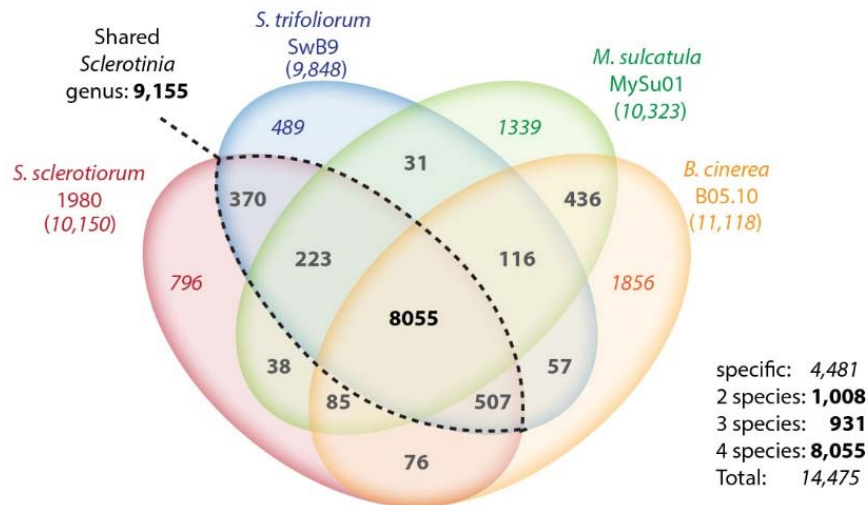 Shared
Sclerotinia
genus: 9,155
S. trifoliorum
SwB9
(9,848)
M. sulcatula
MySu01
(10,323)
S. sclerotiorum
1980
(10,150)
B. cinerea
B05.10
(11,118)
489
1339
31
370
436
223
116
796
1856
8055
38
57
85
507
76
specific: 4,481
2 species: 1,008
3 species: 931
4 species: 8,055
Total: 14,475